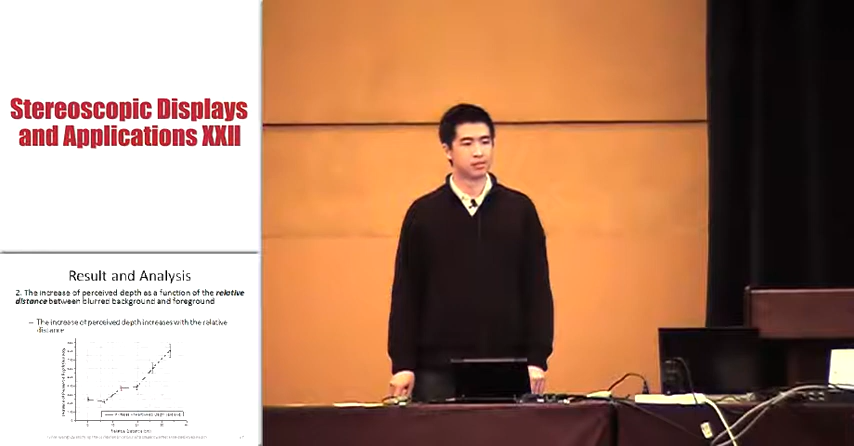 Stereoscopic Displays
and Applications XXII
Result and Analysis
2. The increase of perceived depth as a function of the relative
distance between blurred background and foreground
– The increase of perceived depth increases with the relative
distance